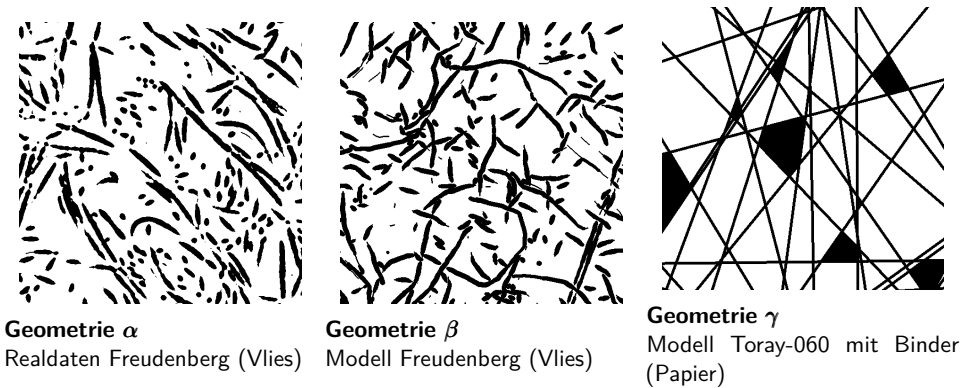 Geometrie α
Realdaten Freudenberg (Vlies)
Geometrie β
Modell Freudenberg (Vlies)
Geometrie γ
Modell Toray-060 mit Binder
(Papier)